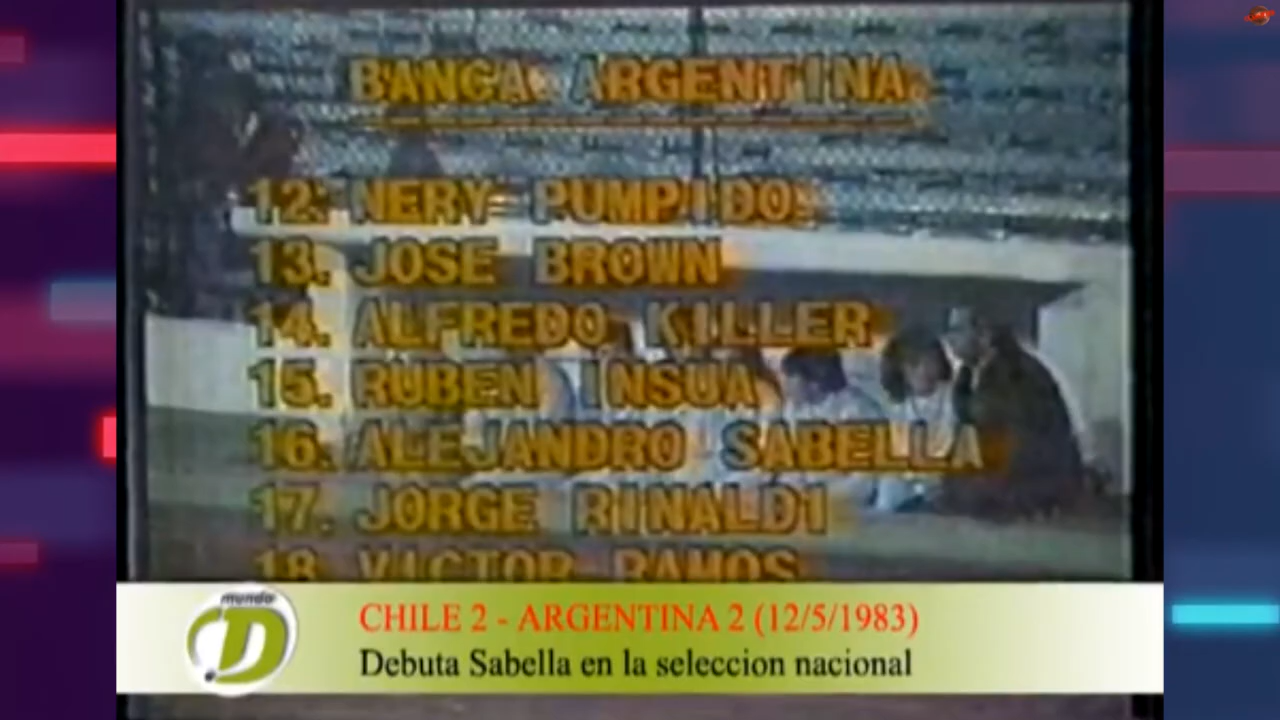 BANCA ARGENTINA
12. NERY PUMPIDO
13. JOSE BROWN
14. ALFREDO KILLER
15. RUBEN INSUA
16. ALEJANDRO SABELLA
17. JORGE RINALDI
18. VICTOR RAMOS
mundo
D
CHILE 2 - ARGENTINA 2 (12/5/1983)
Debuta Sabella en la seleccion nacional